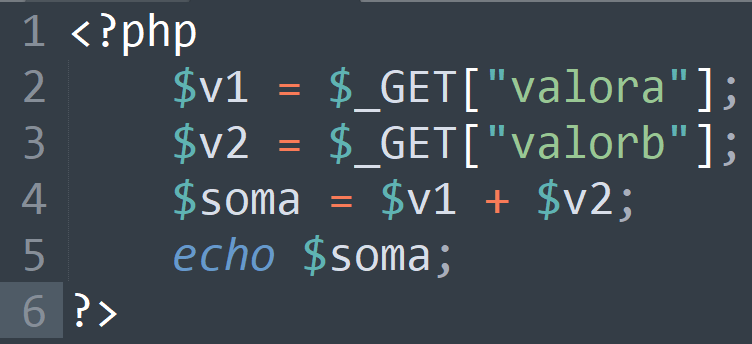 1 <?php
2     $v1 = $_GET["valora"];
3     $v2 = $_GET["valorb"];
4     $soma = $v1 + $v2;
5     echo $soma;
6 ?>